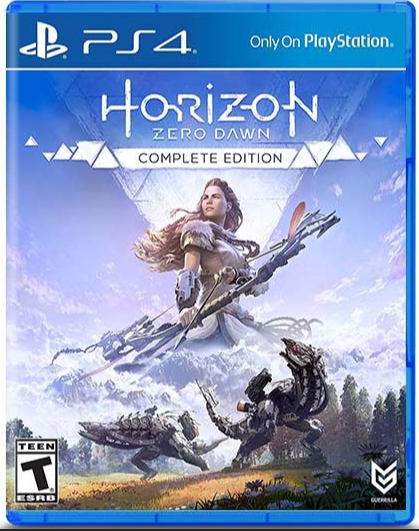 PS4
Only On PlayStation.
HORIZON
ZERO DAWN
COMPLETE EDITION
TEEN
T
ESRB
GUERRILLA